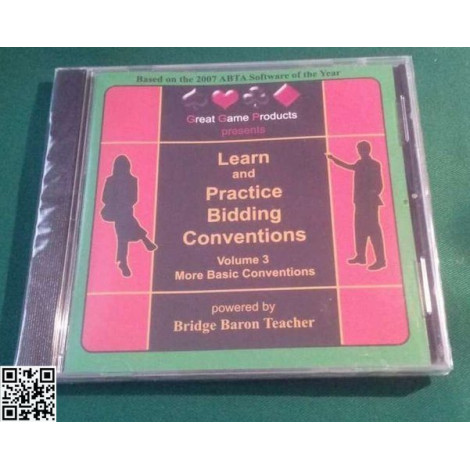 Based on the 2007 ABTA Software of the Year
Great Game Products
presents
Learn
and
Practice
Bidding
Conventions
Volume 3
More Basic Conventions
powered by
Bridge Baron Teacher